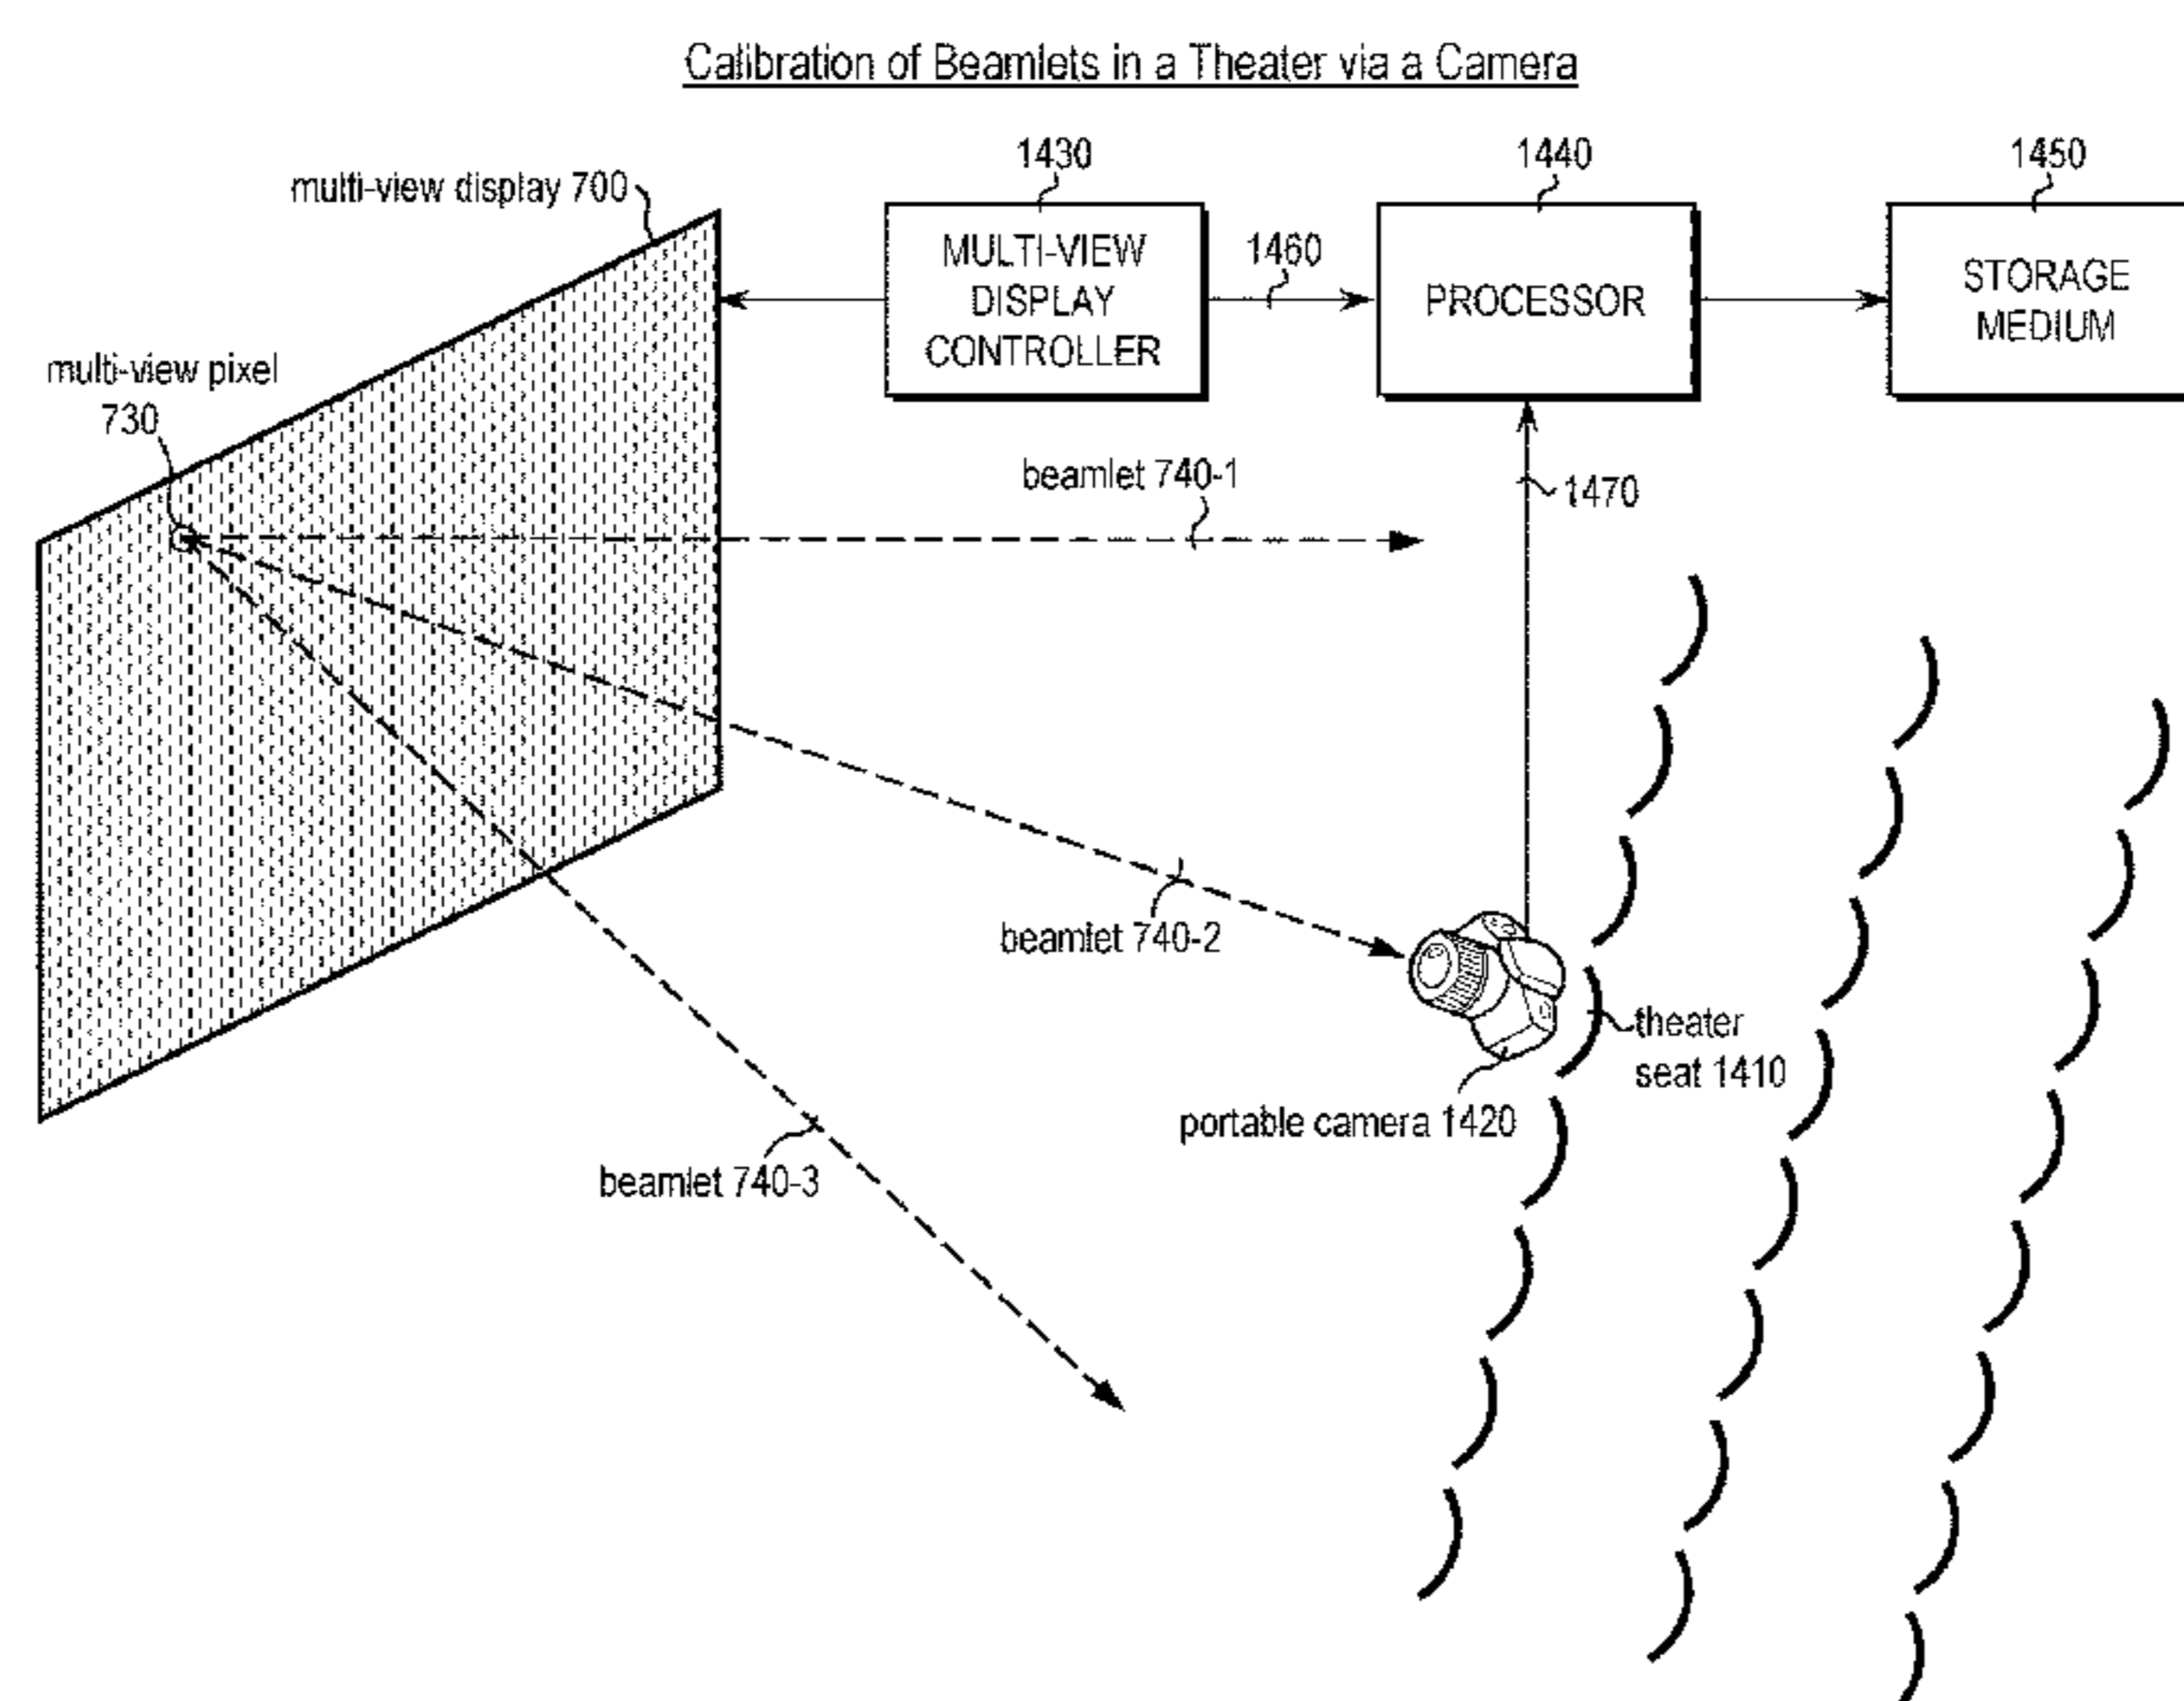 Calibration of Beamlets in a Theater via a Camera
1430
1440
1450
multi-view display 700
MULTI-VIEW
DISPLAY
CONTROLLER
1460
PROCESSOR
STORAGE
MEDIUM
multi-view pixel
730
beamlet 740-1
1470
beamlet 740-2
theater
seat 1410
portable camera 1420
beamlet 740-3